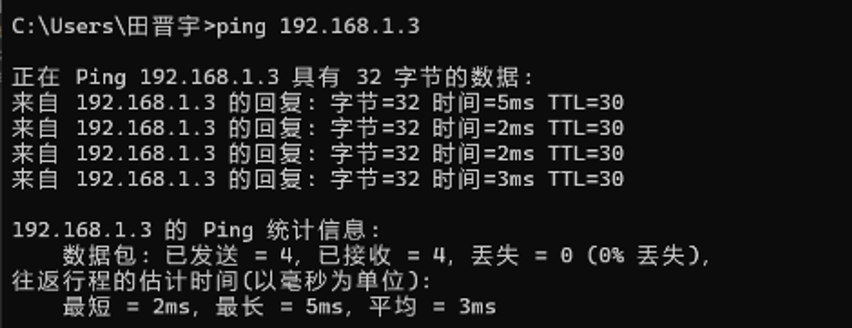 C:\Users\田晋宇>ping 192.168.1.3
正在 Ping 192.168.1.3 具有 32 字节的数据:
来自 192.168.1.3 的回复: 字节=32 时间=5ms TTL=30
来自 192.168.1.3 的回复: 字节=32 时间=2ms TTL=30
来自 192.168.1.3 的回复: 字节=32 时间=2ms TTL=30
来自 192.168.1.3 的回复: 字节=32 时间=3ms TTL=30
192.168.1.3 的 Ping 统计信息:
数据包: 已发送 = 4, 已接收 = 4, 丢失 = 0 (0% 丢失),
往返行程的估计时间(以毫秒为单位):
最短 = 2ms, 最长 = 5ms, 平均 = 3ms